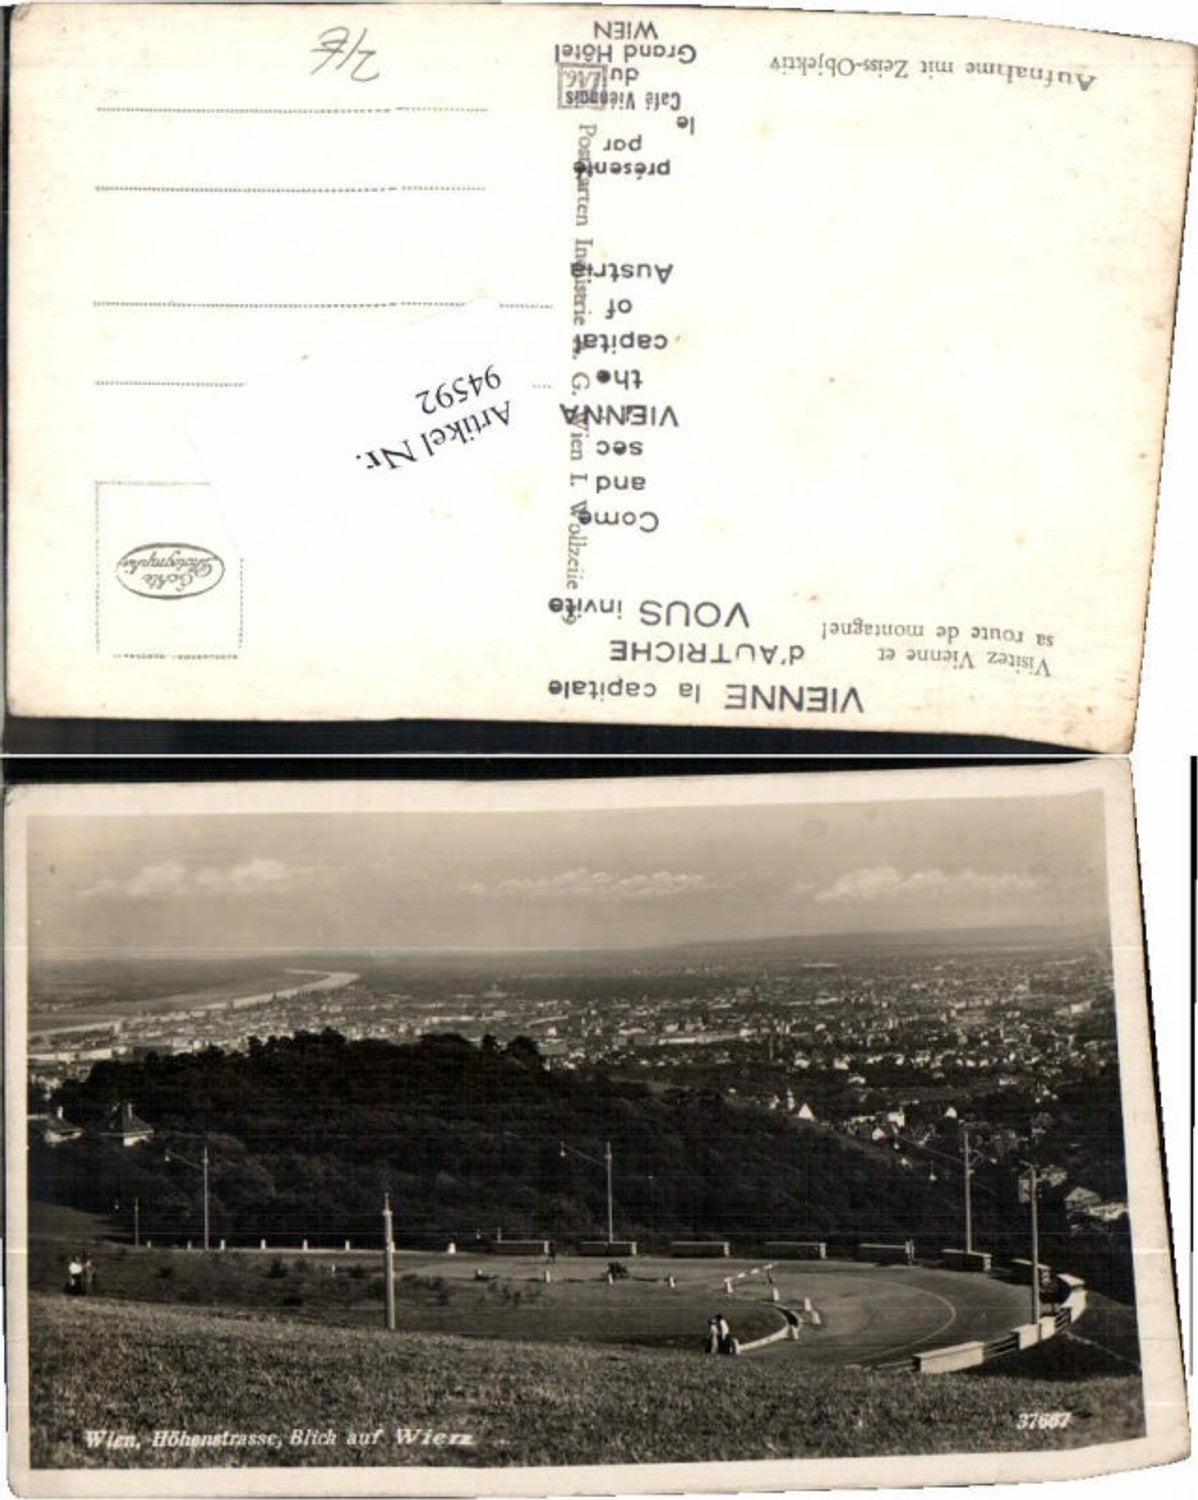 VIENNE la capitale
d'AUTRICHE
VOUS invite
Visitez Vienne et
sa route de montagne!
Come
and
see
VIENNA
the
capital
of
Austria
présente
par
le
Café Viennois
du
Grand Hôtel
WIEN
Aufnahme mit Zeiss-Objektiv
Postkarten Industrie A. G. Wien I. Wollzeile
Echte
Photographie
Artikel Nr.
94592
Wien, Höhenstrasse, Blick auf Wien
37667